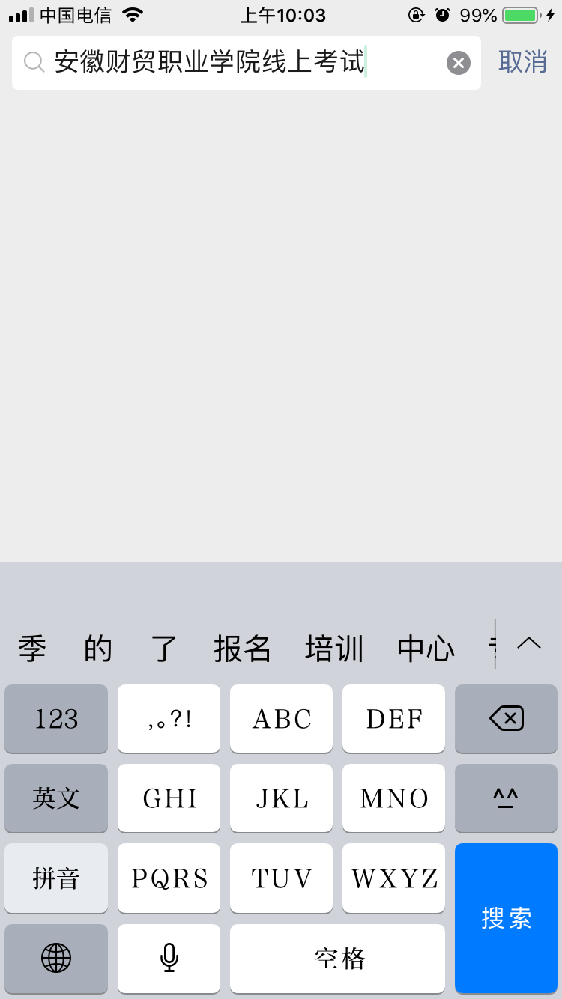 中国电信 上午10:03 99%
安徽财贸职业学院线上考试 取消
季 的 了 报名 培训 中心
123 ,。?! ABC DEF
英文 GHI JKL MNO ^^
拼音 PQRS TUV WXYZ
搜索
空格